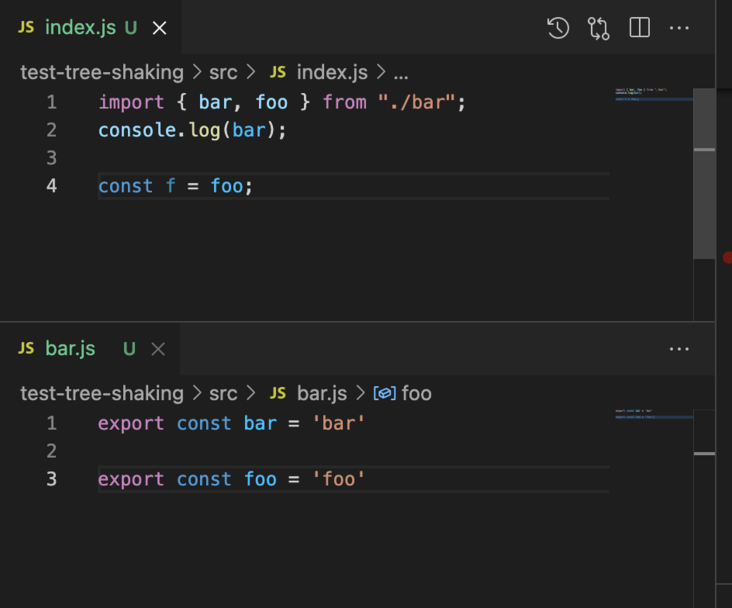 JS index.js U
test-tree-shaking > src > JS index.js > ...
1 import { bar, foo } from "./bar";
2 console.log(bar);
3
4 const f = foo;
JS bar.js U
test-tree-shaking > src > JS bar.js > foo
1 export const bar = 'bar'
2
3 export const foo = 'foo'